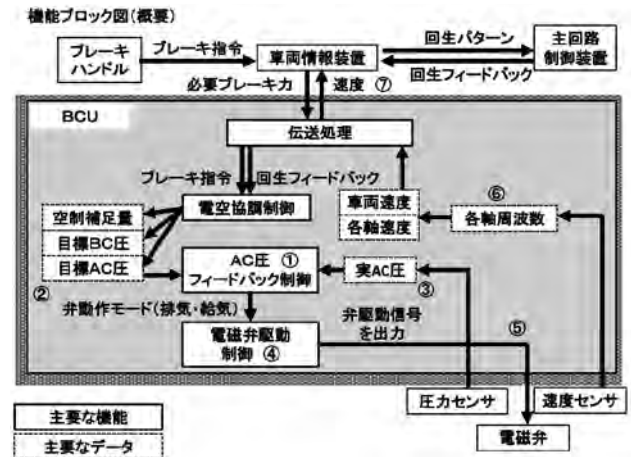 機能ブロック図(概要)
ブレーキ
ハンドル
ブレーキ指令
車両情報装置
回生パターン
回生フィードバック
主回路
制御装置
必要ブレーキ力
速度 ⑦
BCU
伝送処理
ブレーキ指令
回生フィードバック
電空協調制御
空制補足量
目標BC圧
目標AC圧
②
車両速度
各軸速度
⑥
各軸周波数
AC圧 ①
フィードバック制御
実AC圧
③
弁動作モード(排気・給気)
電磁弁駆動
制御 ④
弁駆動信号
を出力
⑤
圧力センサ
速度センサ
電磁弁
主要な機能
主要なデータ